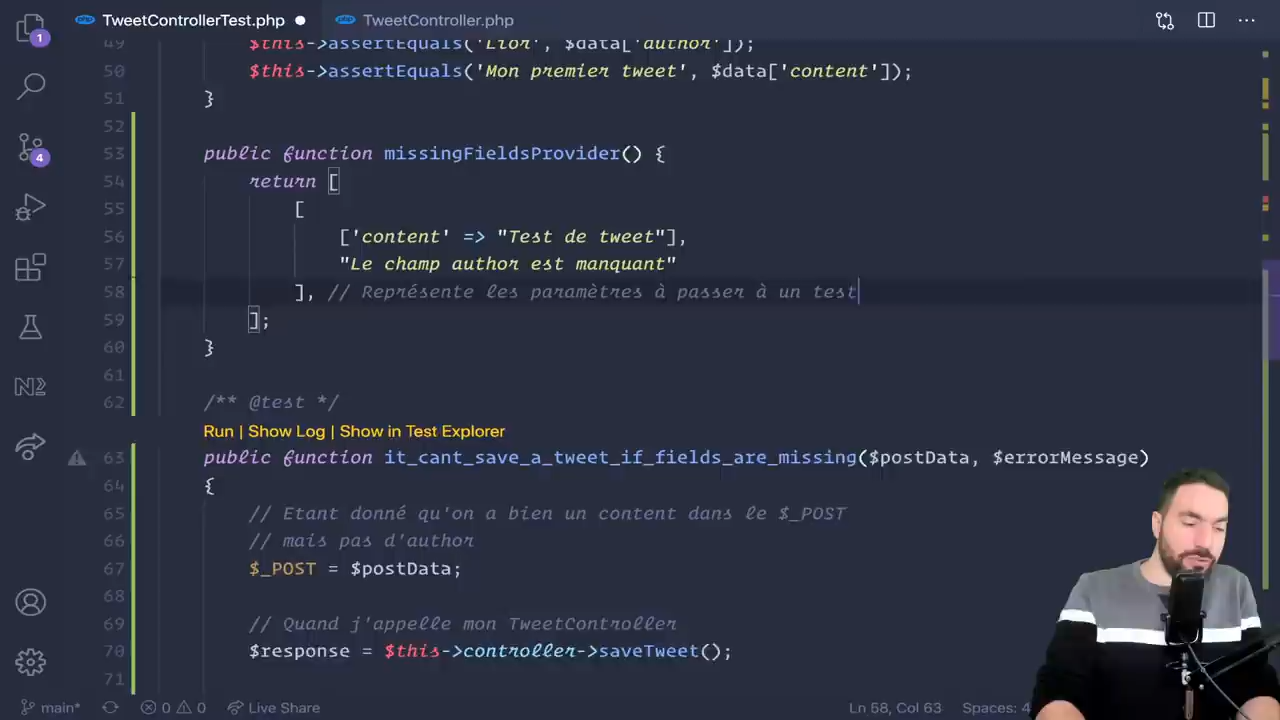 TweetControllerTest.php
TweetController.php
49 $this->assertEquals('Lior', $data['author']);
50 $this->assertEquals('Mon premier tweet', $data['content']);
51 }
52
53 public function missingFieldsProvider() {
54 return [
55 [
56 ['content' => "Test de tweet"],
57 "Le champ author est manquant"
58 ], // Représente les paramètres à passer à un test
59 ];
60 }
61
62 /** @test */
Run | Show Log | Show in Test Explorer
63 public function it_cant_save_a_tweet_if_fields_are_missing($postData, $errorMessage)
64 {
65 // Etant donné qu'on a bien un content dans le $_POST
66 // mais pas d'author
67 $_POST = $postData;
68
69 // Quand j'appelle mon TweetController
70 $response = $this->controller->saveTweet();
71
1
4
main* 0 0 Live Share Ln 58, Col 63 Spaces: 4